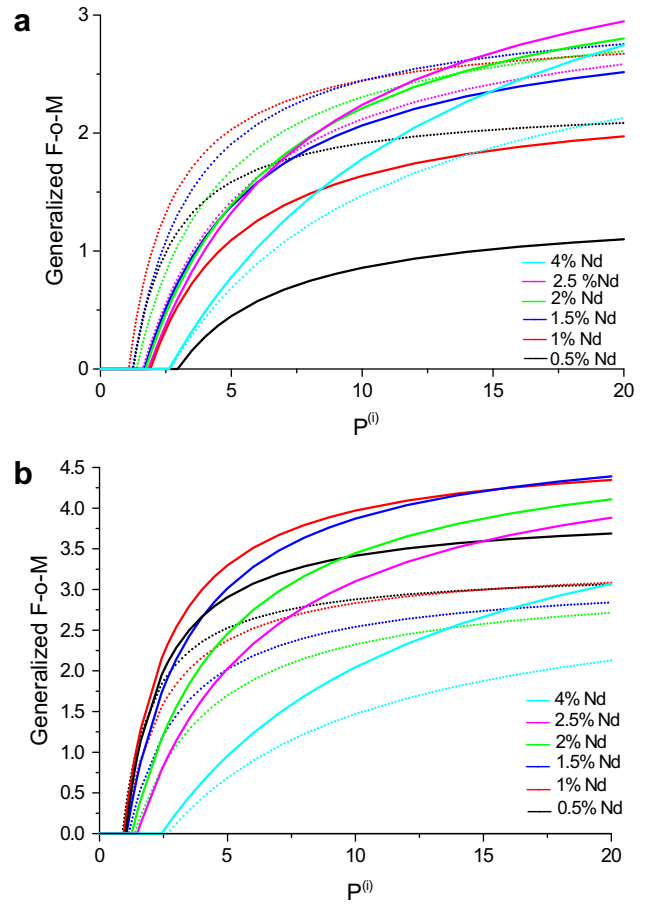 a
3
2
1
0
Generalized F-o-M
4% Nd
2.5 %Nd
2% Nd
1.5% Nd
1% Nd
0.5% Nd
0 5 10 15 20
P(i)
b
4.5
4.0
3.5
3.0
2.5
2.0
1.5
1.0
0.5
0.0
Generalized F-o-M
4% Nd
2.5% Nd
2% Nd
1.5% Nd
1% Nd
0.5% Nd
0 5 10 15 20
P(i)